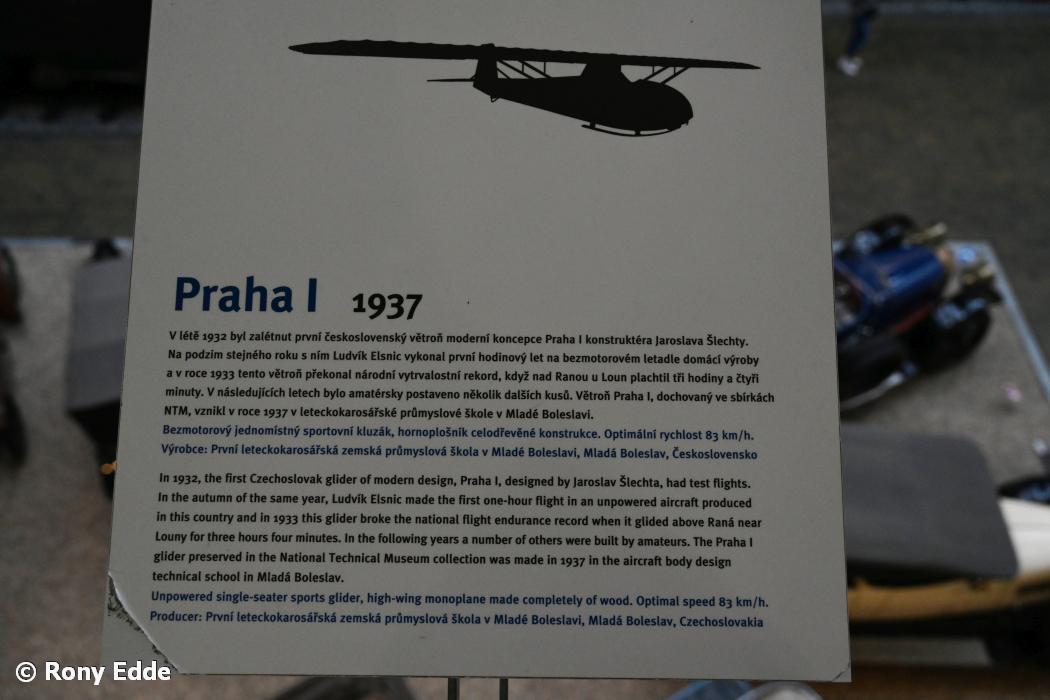 Praha I 1937
V létě 1932 byl zalétnut první československý větroň moderní koncepce Praha I konstruktéra Jaroslava Šlechty.
Na podzim stejného roku s ním Ludvík Elsnic vykonal první hodinový let na bezmotorovém letadle domácí výroby
a v roce 1933 tento větroň překonal národní vytrvalostní rekord, když nad Ranou u Loun plachtil tři hodiny a čtyři
minuty. V následujících letech bylo amatérsky postaveno několik dalších kusů. Větroň Praha I, dochovaný ve sbírkách
NTM, vznikl v roce 1937 v leteckokarosářské průmyslové škole v Mladé Boleslavi.
Bezmotorový jednomístný sportovní kluzák, hornoplošník celodřevěné konstrukce. Optimální rychlost 83 km/h.
Výrobce: První leteckokarosářská zemská průmyslová škola v Mladé Boleslavi, Mladá Boleslav, Československo
In 1932, the first Czechoslovak glider of modern design, Praha I, designed by Jaroslav Šlechta, had test flights.
In the autumn of the same year, Ludvík Elsnic made the first one-hour flight in an unpowered aircraft produced
in this country and in 1933 this glider broke the national flight endurance record when it glided above Raná near
Louny for three hours four minutes. In the following years a number of others were built by amateurs. The Praha I
glider preserved in the National Technical Museum collection was made in 1937 in the aircraft body design
technical school in Mladá Boleslav.
Unpowered single-seater sports glider, high-wing monoplane made completely of wood. Optimal speed 83 km/h.
Producer: První leteckokarosářská zemská průmyslová škola v Mladé Boleslavi, Mladá Boleslav, Czechoslovakia
© Rony Edde